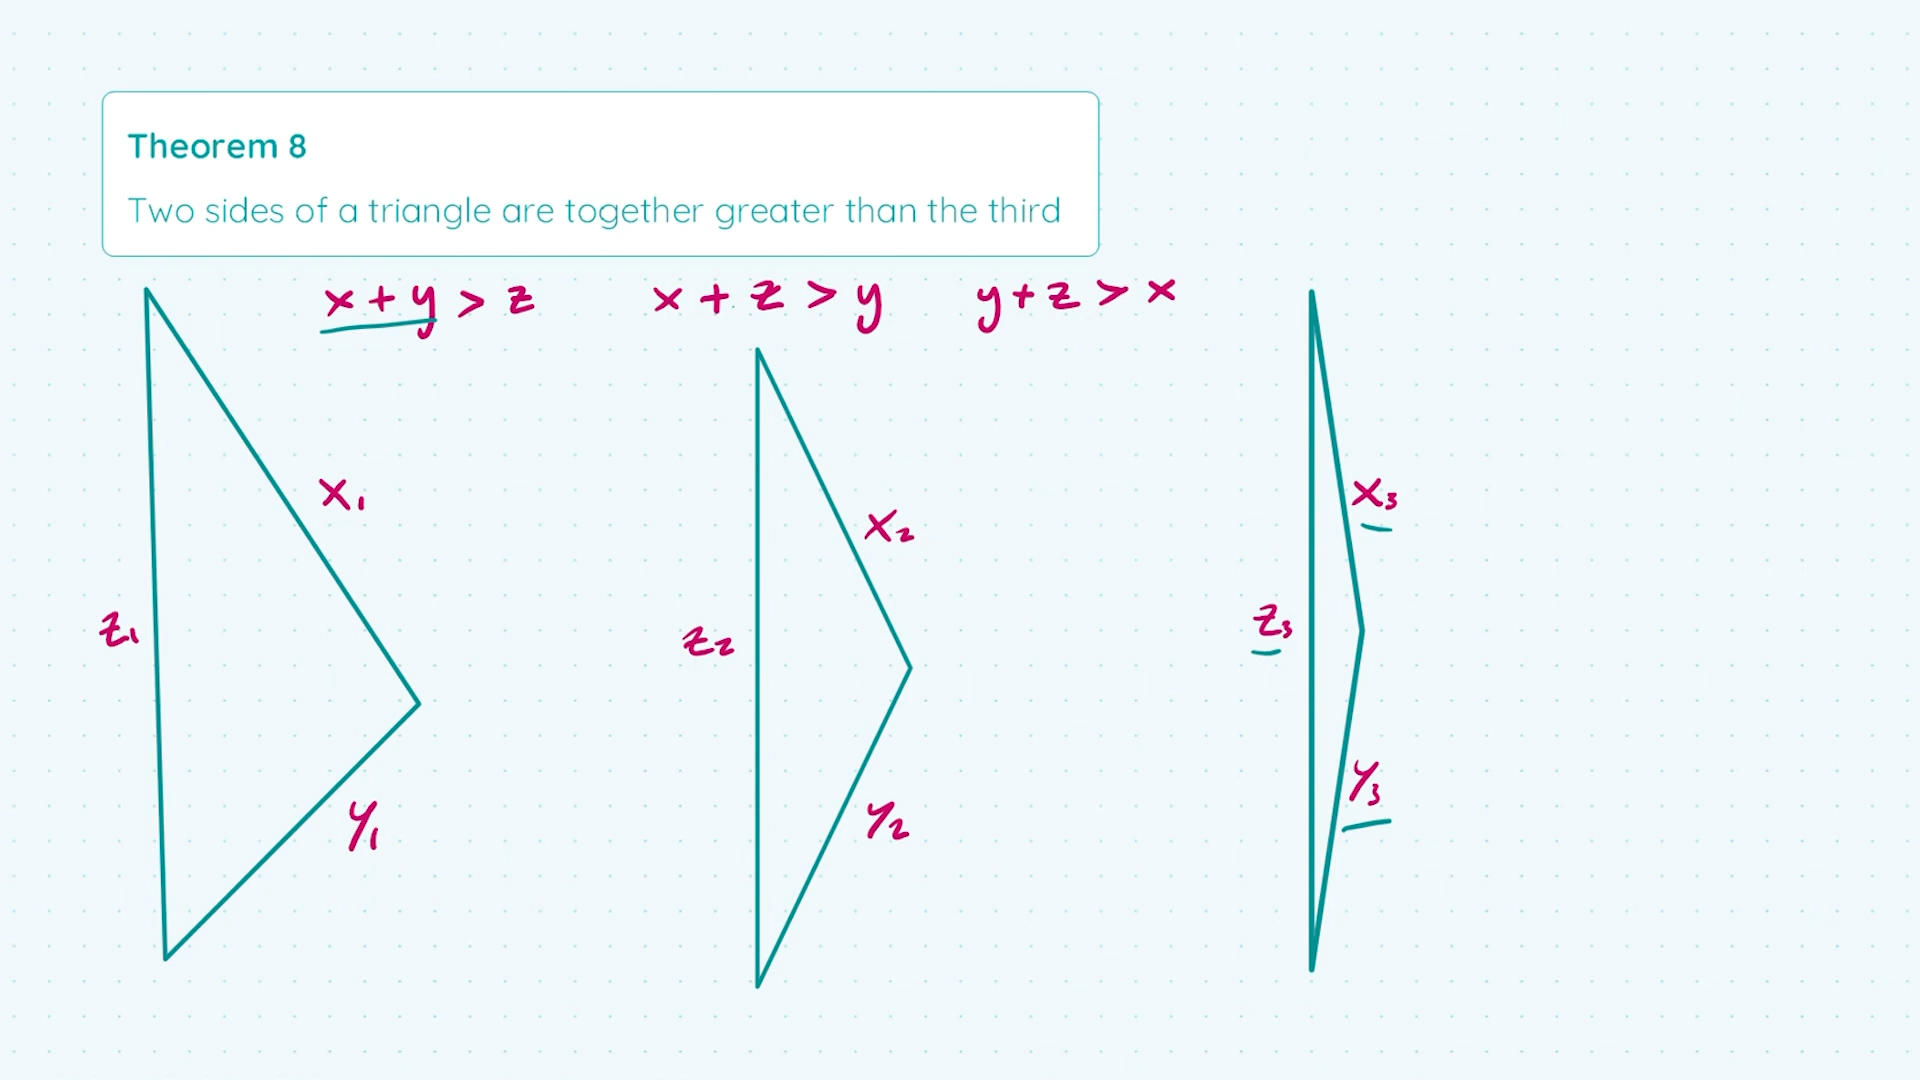 Theorem 8
Two sides of a triangle are together greater than the third
x + y > z
x + z > y
y + z > x
x₁
z₁
y₁
x₂
z₂
y₂
x₃
z₃
y₃